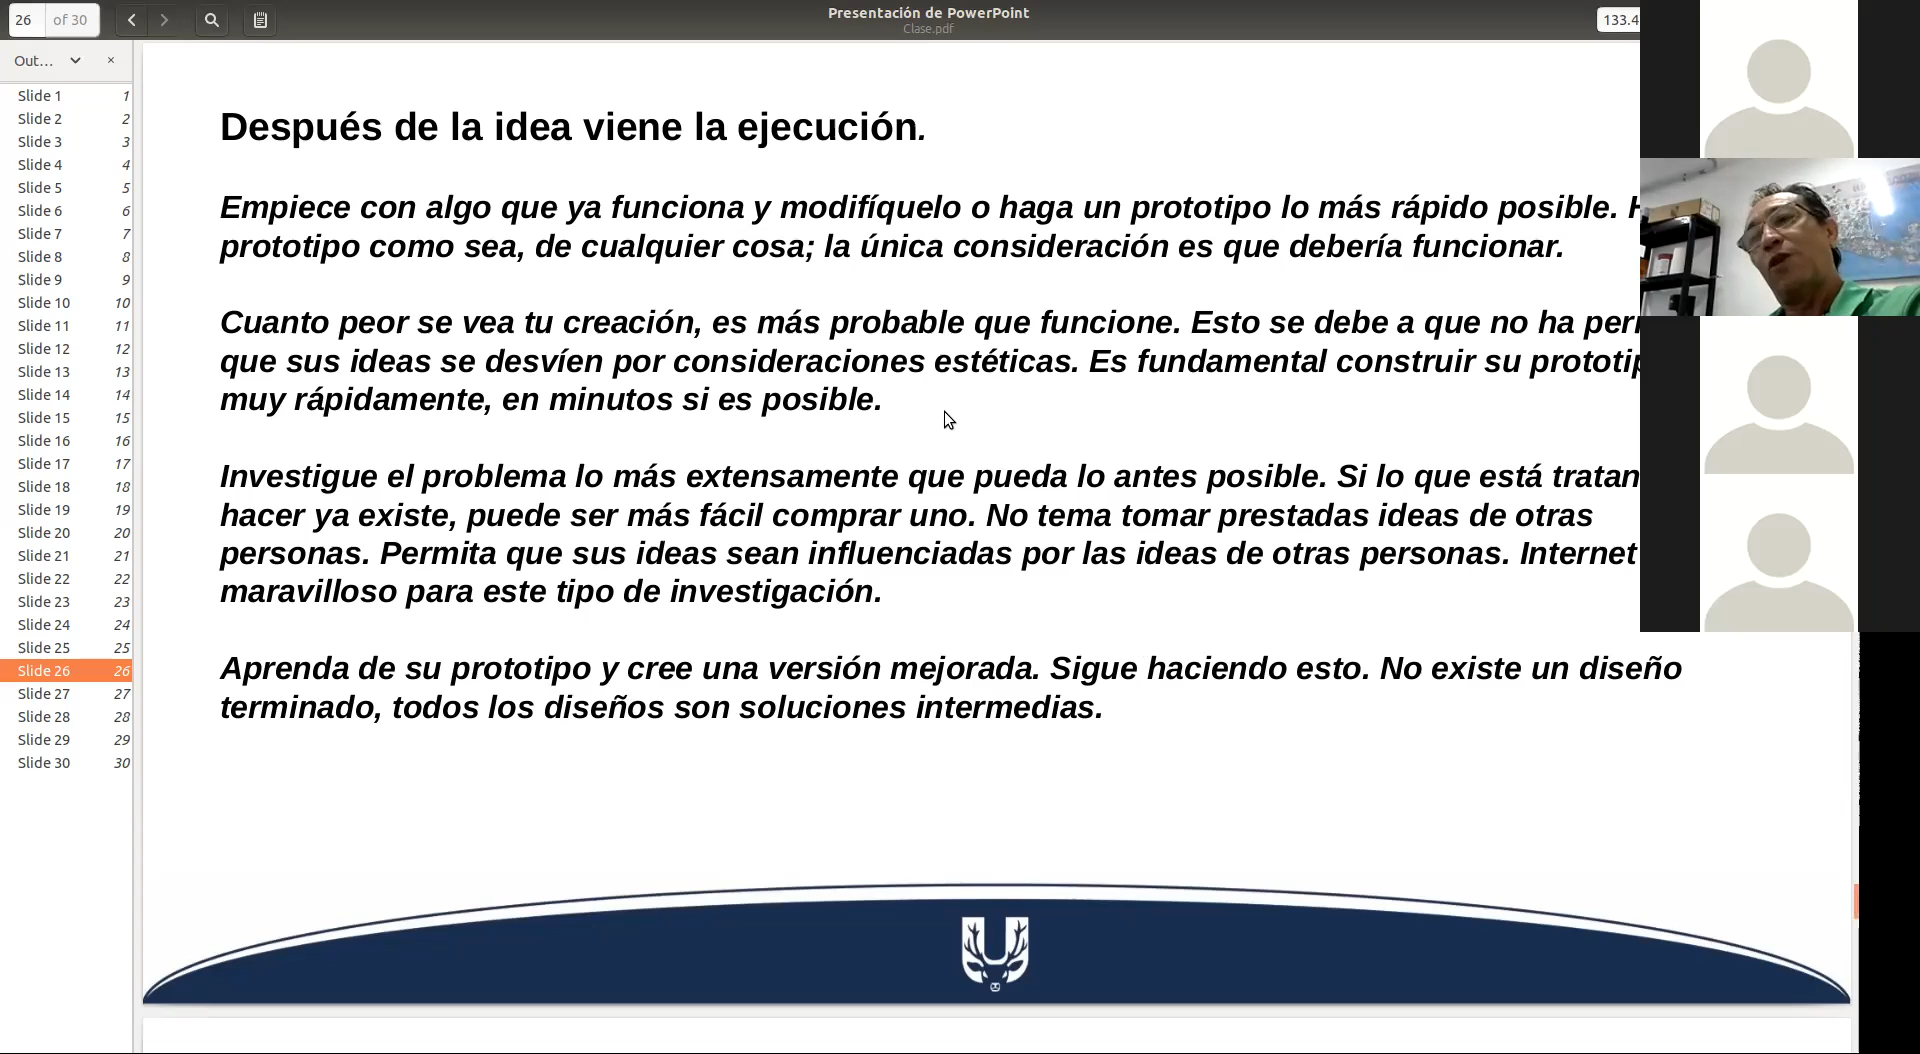 26 of 30
Presentación de PowerPoint
Clase.pdf
133.4
Out...
Slide 1 1
Slide 2 2
Slide 3 3
Slide 4 4
Slide 5 5
Slide 6 6
Slide 7 7
Slide 8 8
Slide 9 9
Slide 10 10
Slide 11 11
Slide 12 12
Slide 13 13
Slide 14 14
Slide 15 15
Slide 16 16
Slide 17 17
Slide 18 18
Slide 19 19
Slide 20 20
Slide 21 21
Slide 22 22
Slide 23 23
Slide 24 24
Slide 25 25
Slide 26 26
Slide 27 27
Slide 28 28
Slide 29 29
Slide 30 30
Después de la idea viene la ejecución.
Empiece con algo que ya funciona y modifíquelo o haga un prototipo lo más rápido posible.
prototipo como sea, de cualquier cosa; la única consideración es que debería funcionar.
Cuanto peor se vea tu creación, es más probable que funcione. Esto se debe a que no ha
que sus ideas se desvíen por consideraciones estéticas. Es fundamental construir su
muy rápidamente, en minutos si es posible.
Investigue el problema lo más extensamente que pueda lo antes posible. Si lo que está
hacer ya existe, puede ser más fácil comprar uno. No tema tomar prestadas ideas de otras
personas. Permita que sus ideas sean influenciadas por las ideas de otras personas. Internet
maravilloso para este tipo de investigación.
Aprenda de su prototipo y cree una versión mejorada. Sigue haciendo esto. No existe un diseño
terminado, todos los diseños son soluciones intermedias.